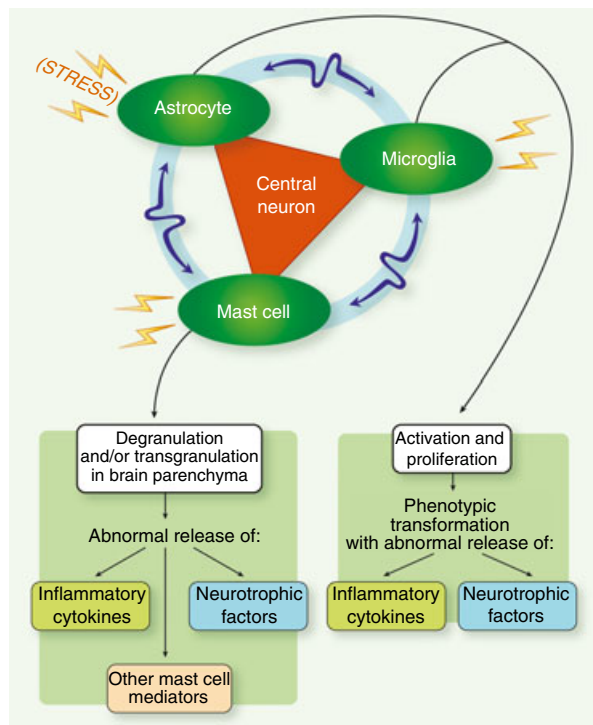 (STRESS)
Astrocyte
Microglia
Central
neuron
Mast cell
Degranulation
and/or transgranulation
in brain parenchyma
Abnormal release of:
Inflammatory
cytokines
Neurotrophic
factors
Other mast cell
mediators
Activation and
proliferation
Phenotypic
transformation
with abnormal release of:
Inflammatory
cytokines
Neurotrophic
factors